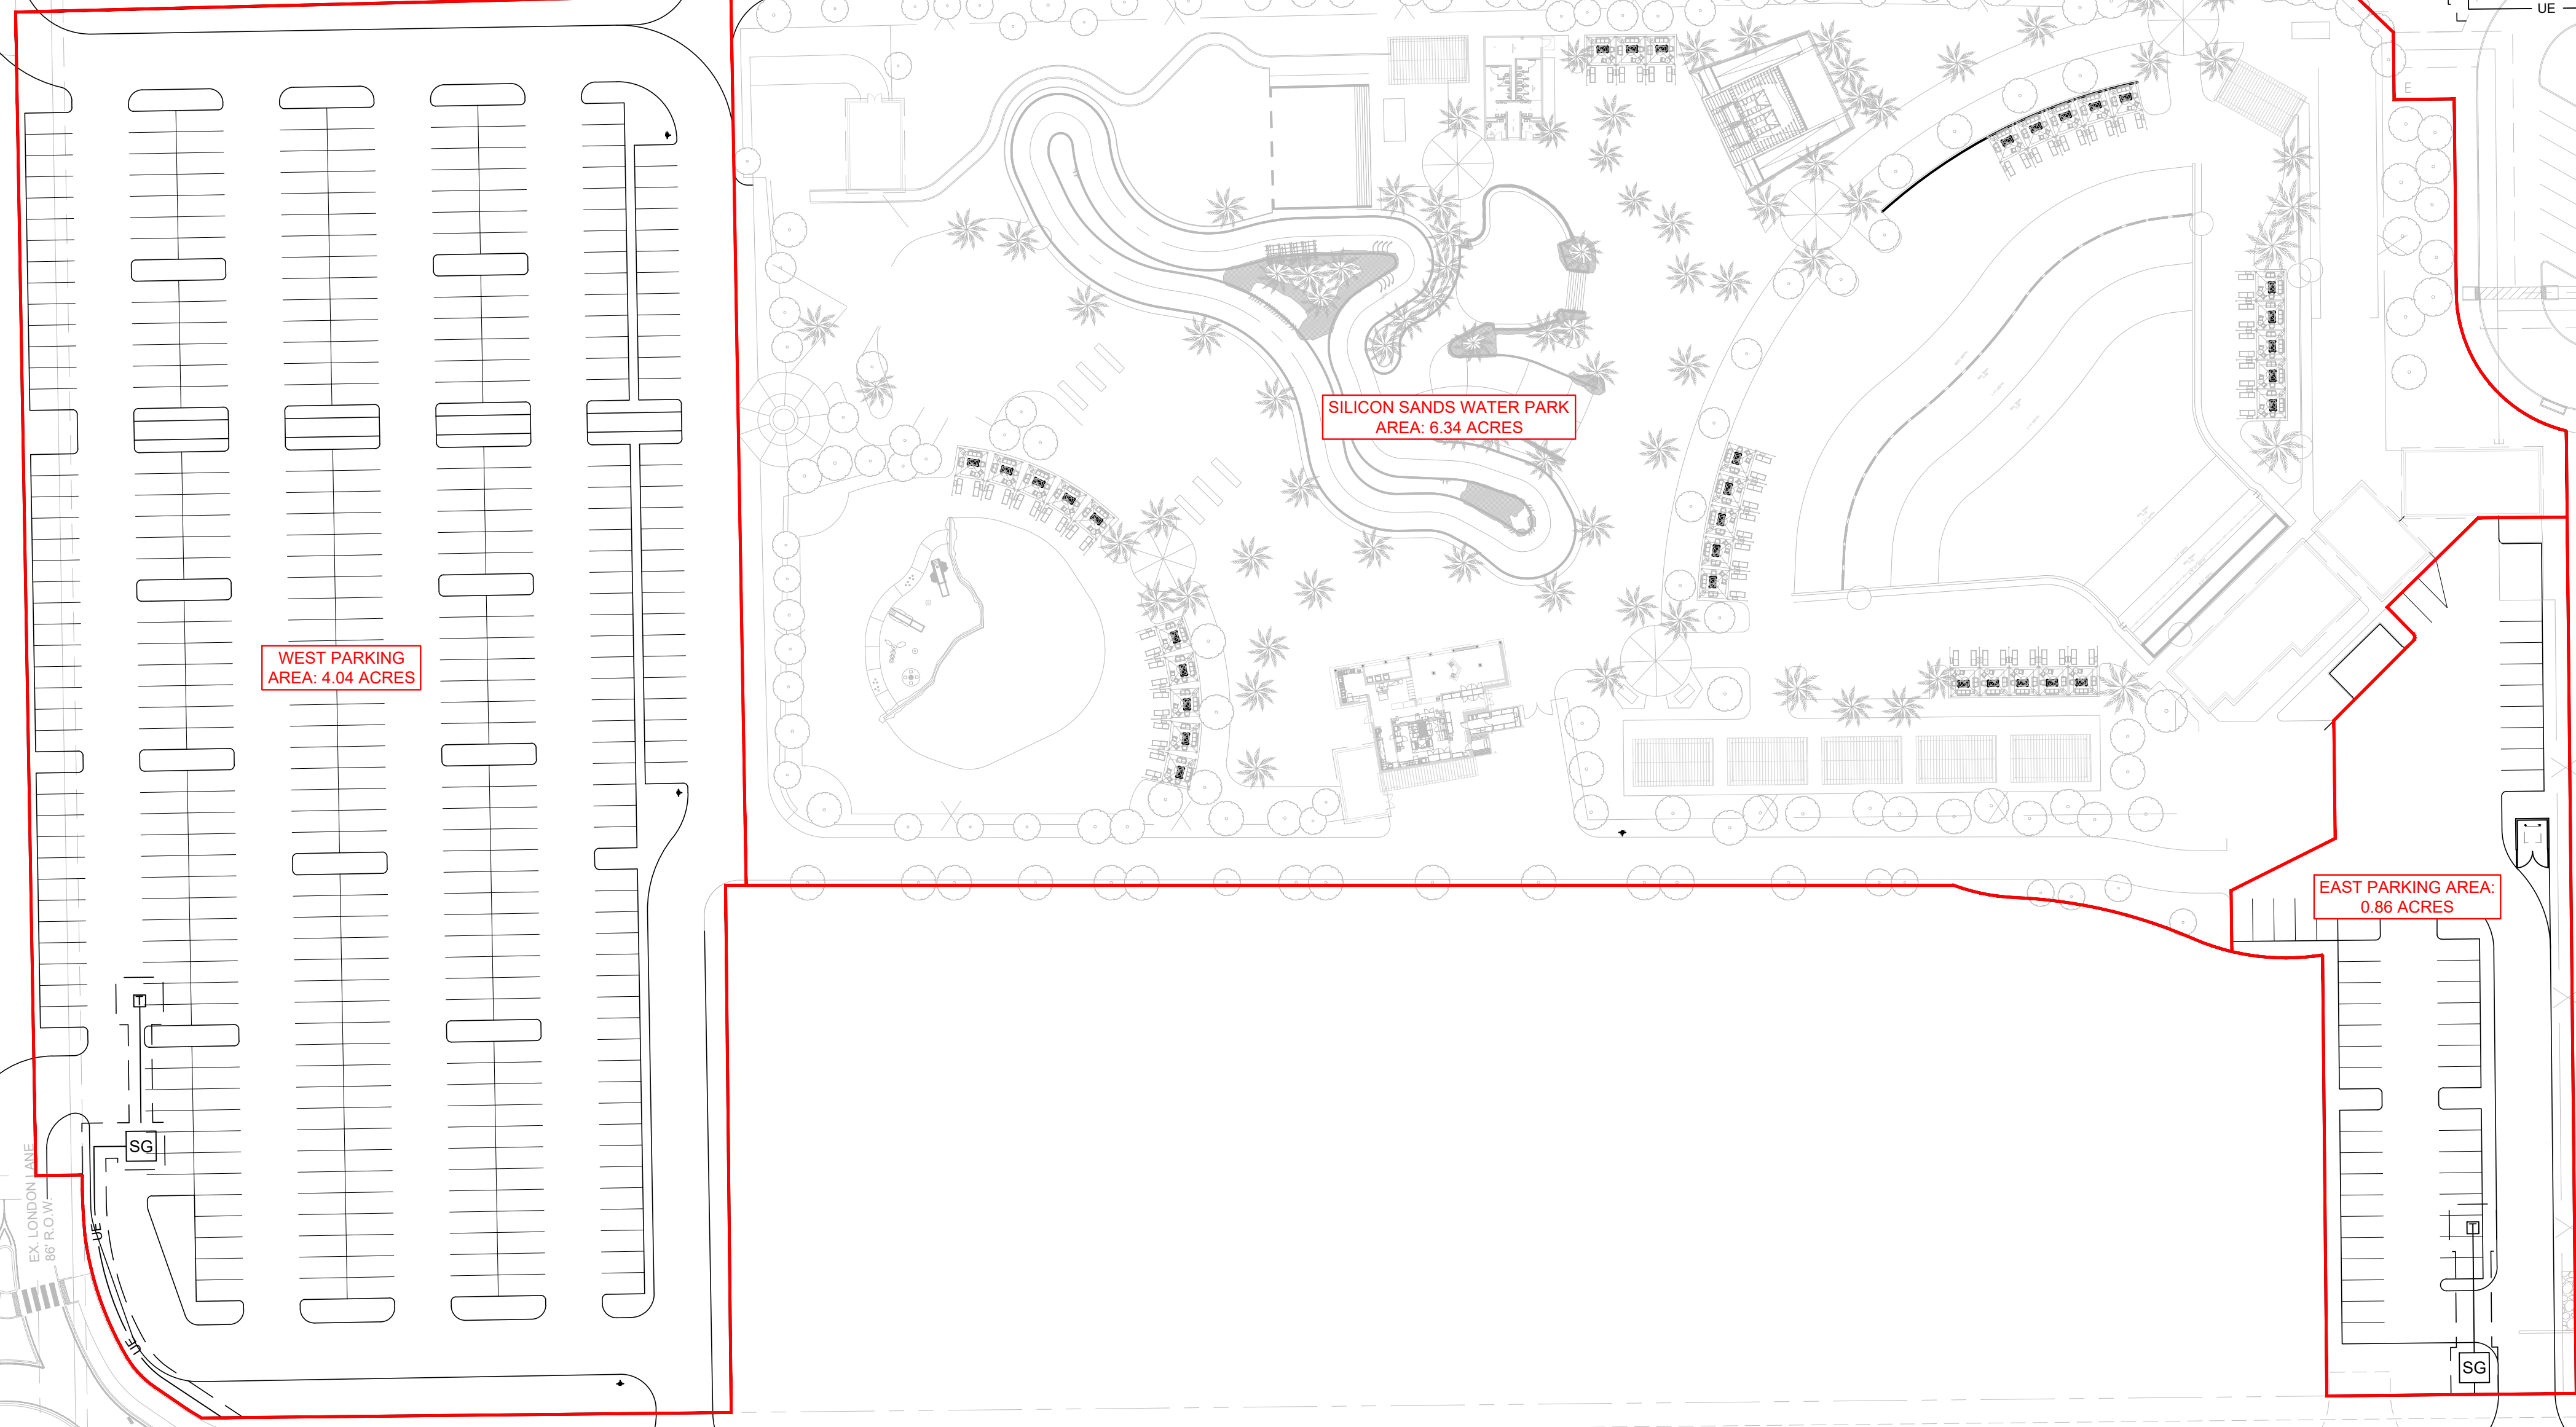 UE
E
SILICON SANDS WATER PARK
AREA: 6.34 ACRES
WEST PARKING
AREA: 4.04 ACRES
EAST PARKING AREA:
0.86 ACRES
T
SG
EX. LONDON LANE
86' R.O.W.
UE
UE
T
SG